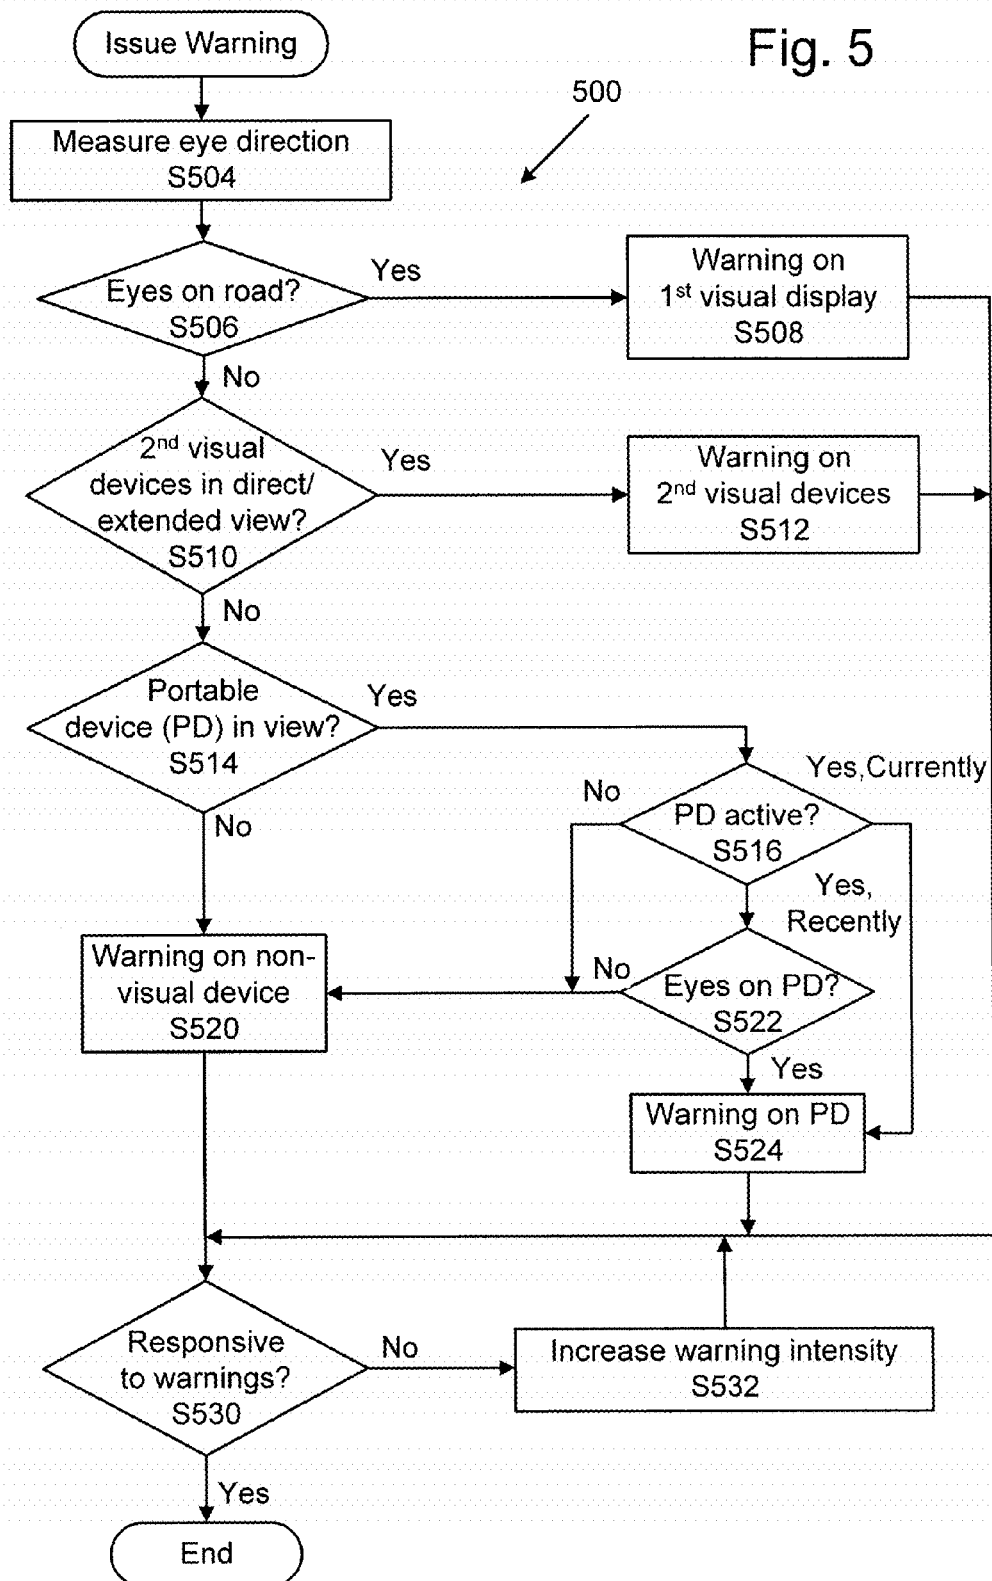 Issue Warning
Fig. 5
500
Measure eye direction
S504
Eyes on road?
S506
Yes
Warning on
1st visual display
S508
No
2nd visual
devices in direct/
extended view?
S510
Yes
Warning on
2nd visual devices
S512
No
Portable
device (PD) in view?
S514
Yes
No
PD active?
S516
No
Yes,Currently
Yes,
Recently
Warning on non-
visual device
S520
No
Eyes on PD?
S522
Yes
Warning on PD
S524
Responsive
to warnings?
S530
No
Increase warning intensity
S532
Yes
End